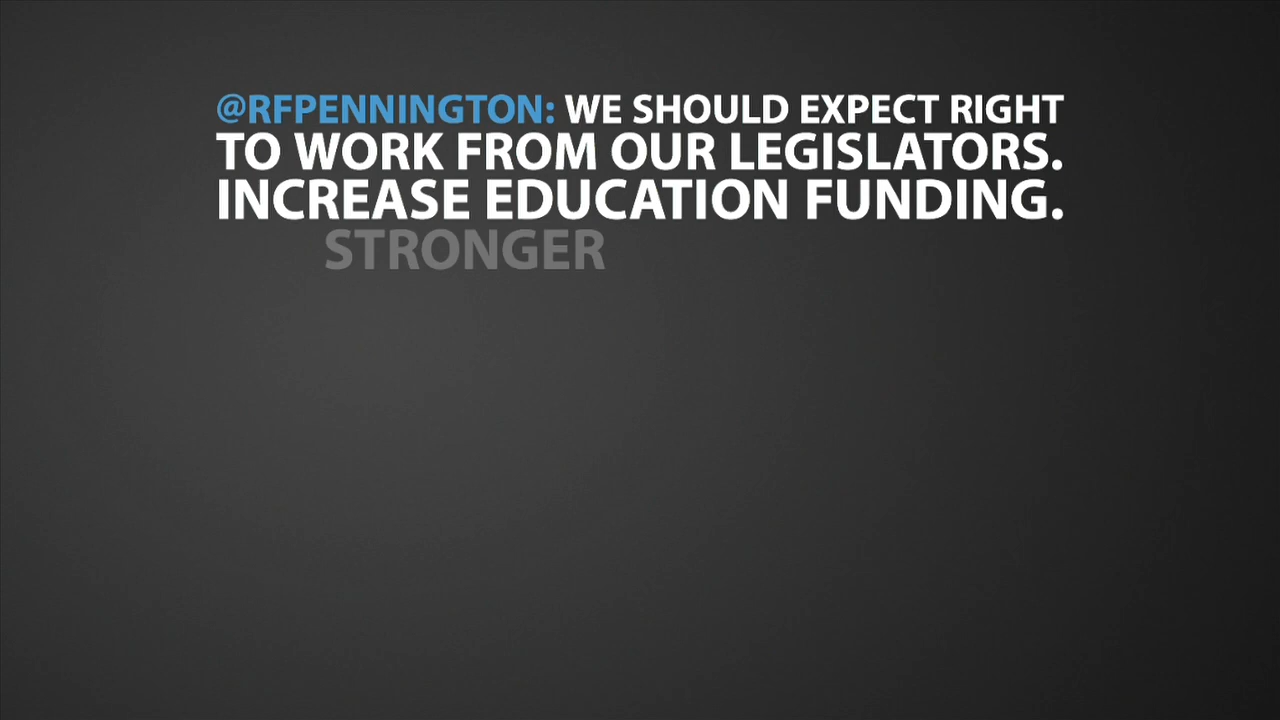 @RFPENNINGTON: WE SHOULD EXPECT RIGHT
TO WORK FROM OUR LEGISLATORS.
INCREASE EDUCATION FUNDING.
STRONGER